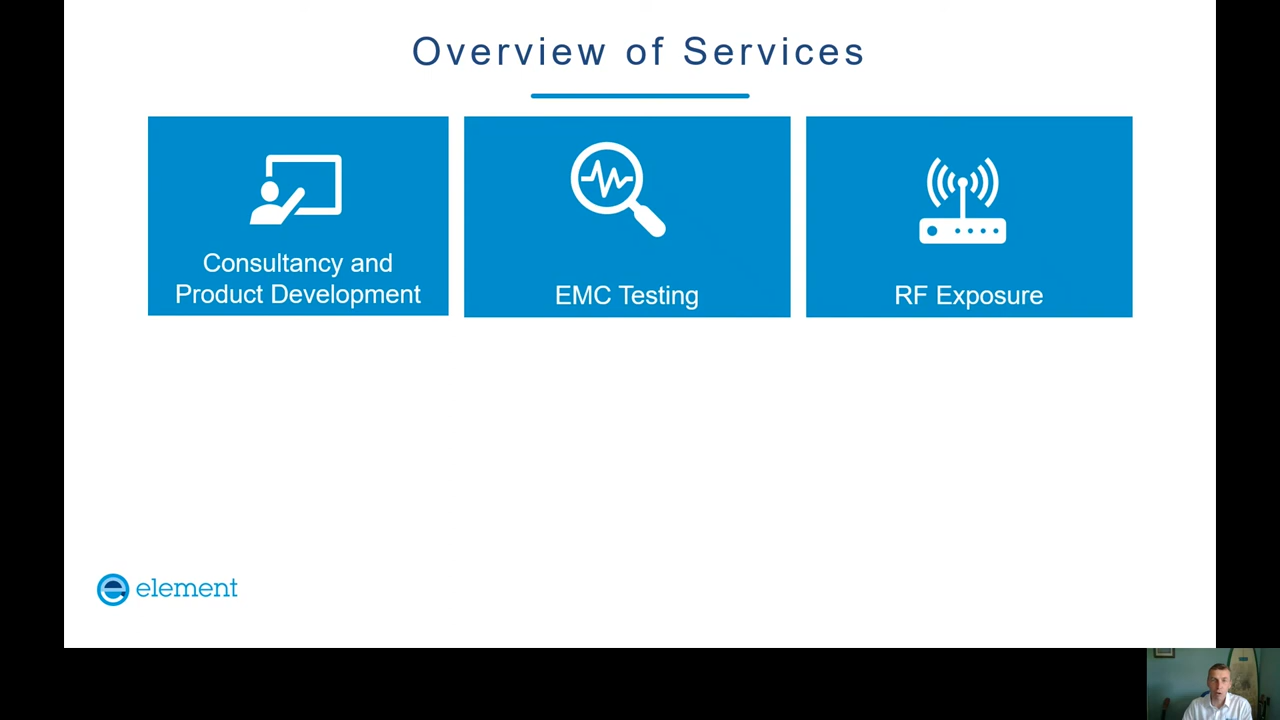 Overview of Services
Consultancy and
Product Development
EMC Testing
RF Exposure
element